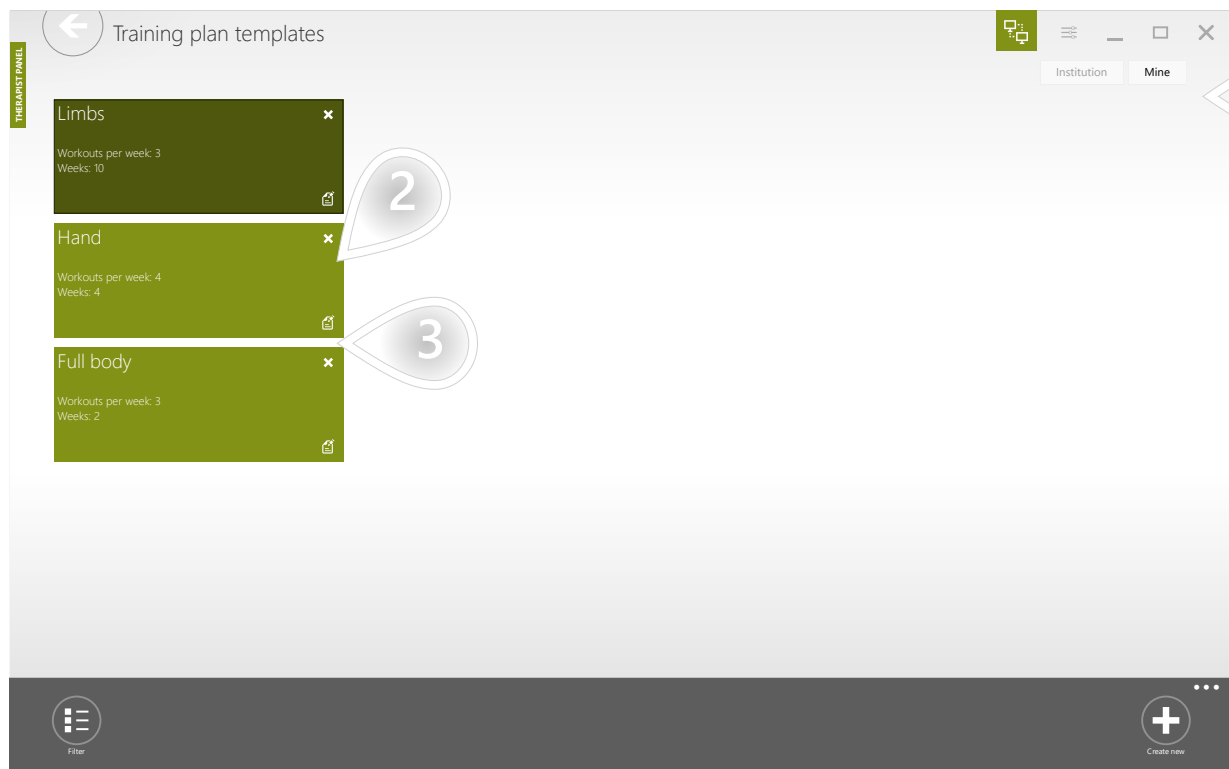 Training plan templates
THERAPIST PANEL
Institution
Mine
Limbs
Workouts per week: 3
Weeks: 10
2
Hand
Workouts per week: 4
Weeks: 4
3
Full body
Workouts per week: 3
Weeks: 2
Filter
Create new